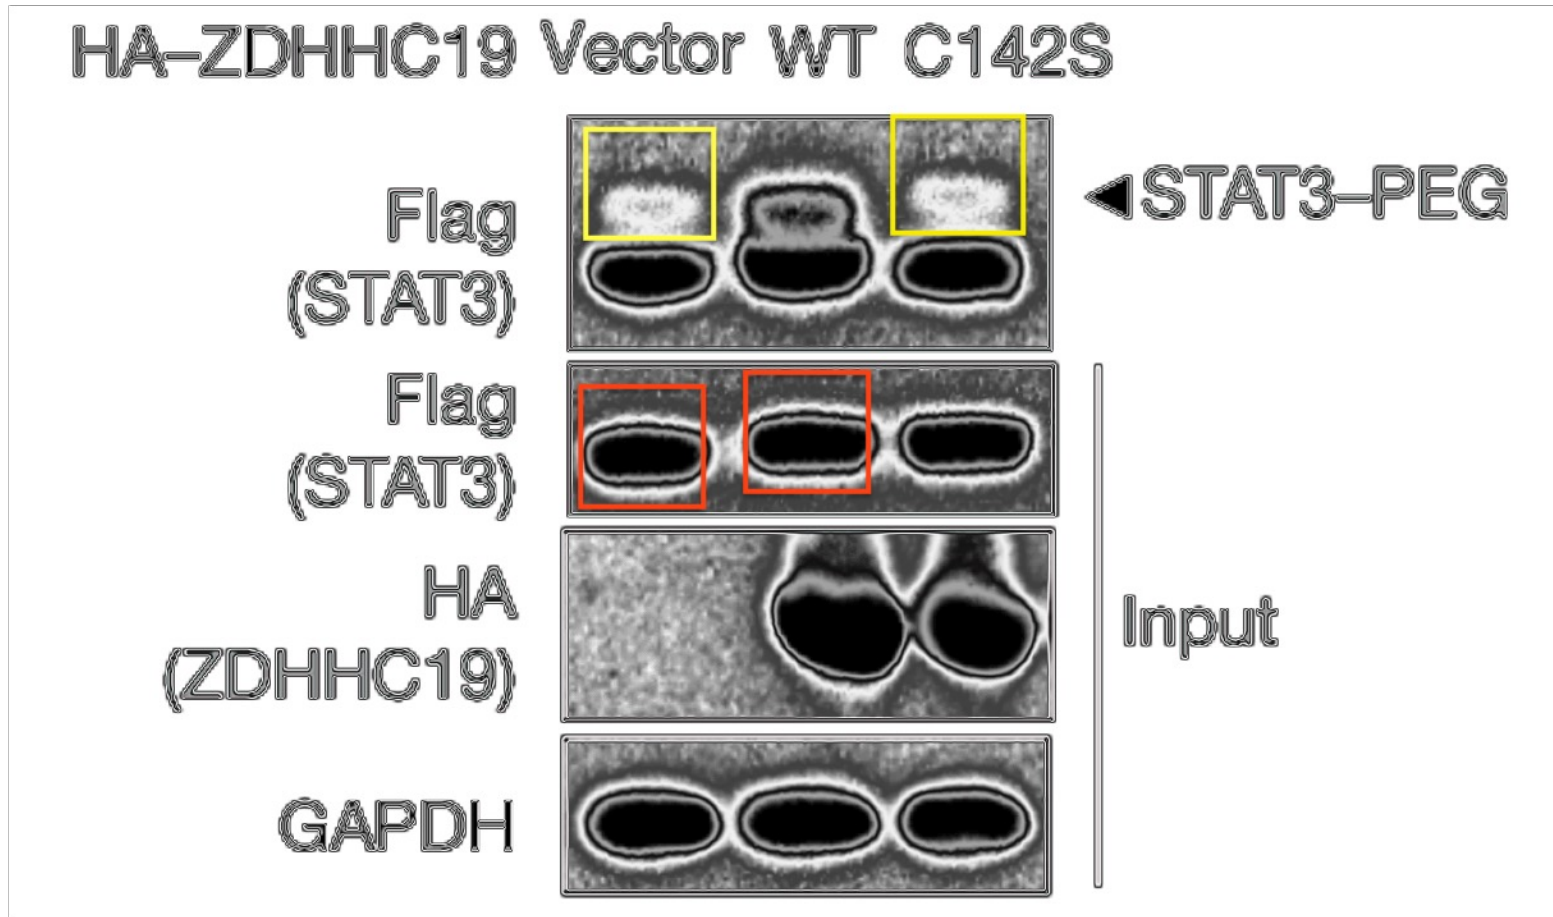 HA–ZDHHC19 Vector WT C142S
Flag
(STAT3)
STAT3–PEG
Flag
(STAT3)
HA
(ZDHHC19)
Input
GAPDH